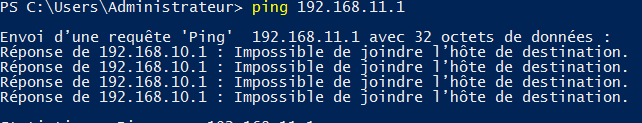 PS C:\Users\Administrateur> ping 192.168.11.1
Envoi d'une requête 'Ping'  192.168.11.1 avec 32 octets de données :
Réponse de 192.168.10.1 : Impossible de joindre l'hôte de destination.
Réponse de 192.168.10.1 : Impossible de joindre l'hôte de destination.
Réponse de 192.168.10.1 : Impossible de joindre l'hôte de destination.
Réponse de 192.168.10.1 : Impossible de joindre l'hôte de destination.